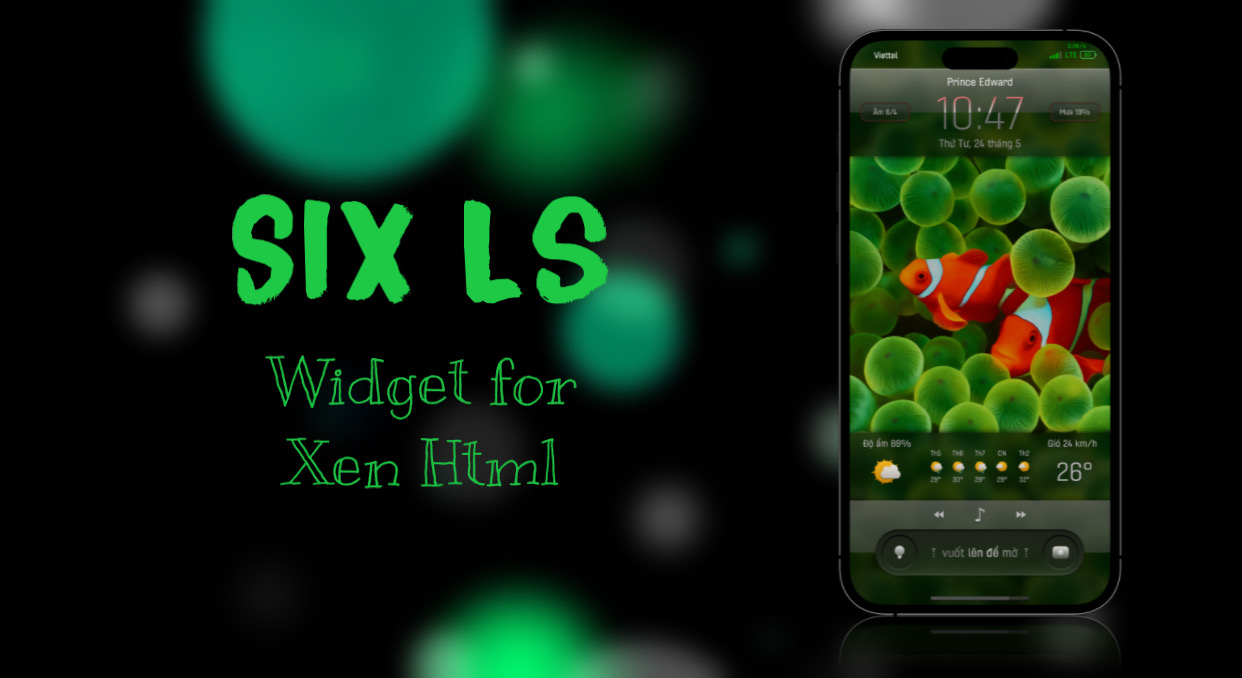 SIX LS
Widget for
Xen Html
Viettel
LTE
Prince Edward
Âm 6/4
10:47
Mưa 19%
Thứ Tư, 24 tháng 5
Độ ẩm 89%
Gió 24 km/h
Th5 Th6 Th7 CN Th2
29° 30° 29° 29° 32°
26°
vuốt lên để mở